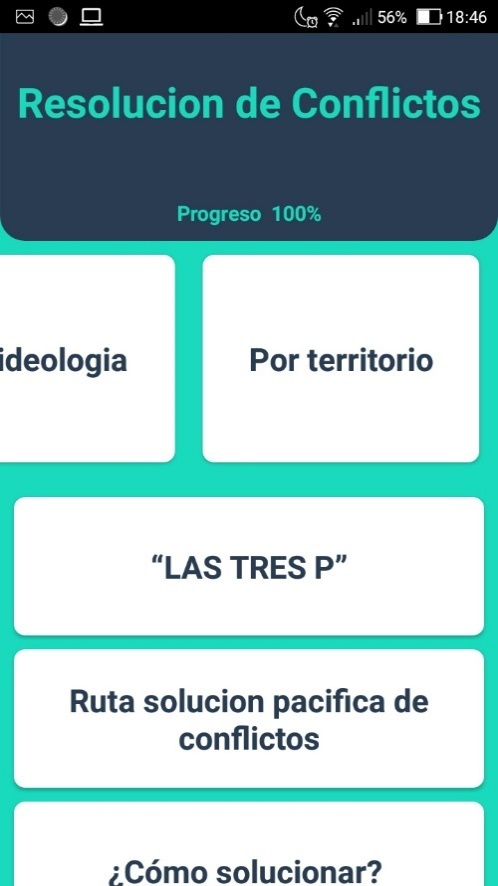 56% 18:46
Resolucion de Conflictos
Progreso 100%
ideologia
Por territorio
“LAS TRES P”
Ruta solucion pacifica de
conflictos
¿Cómo solucionar?